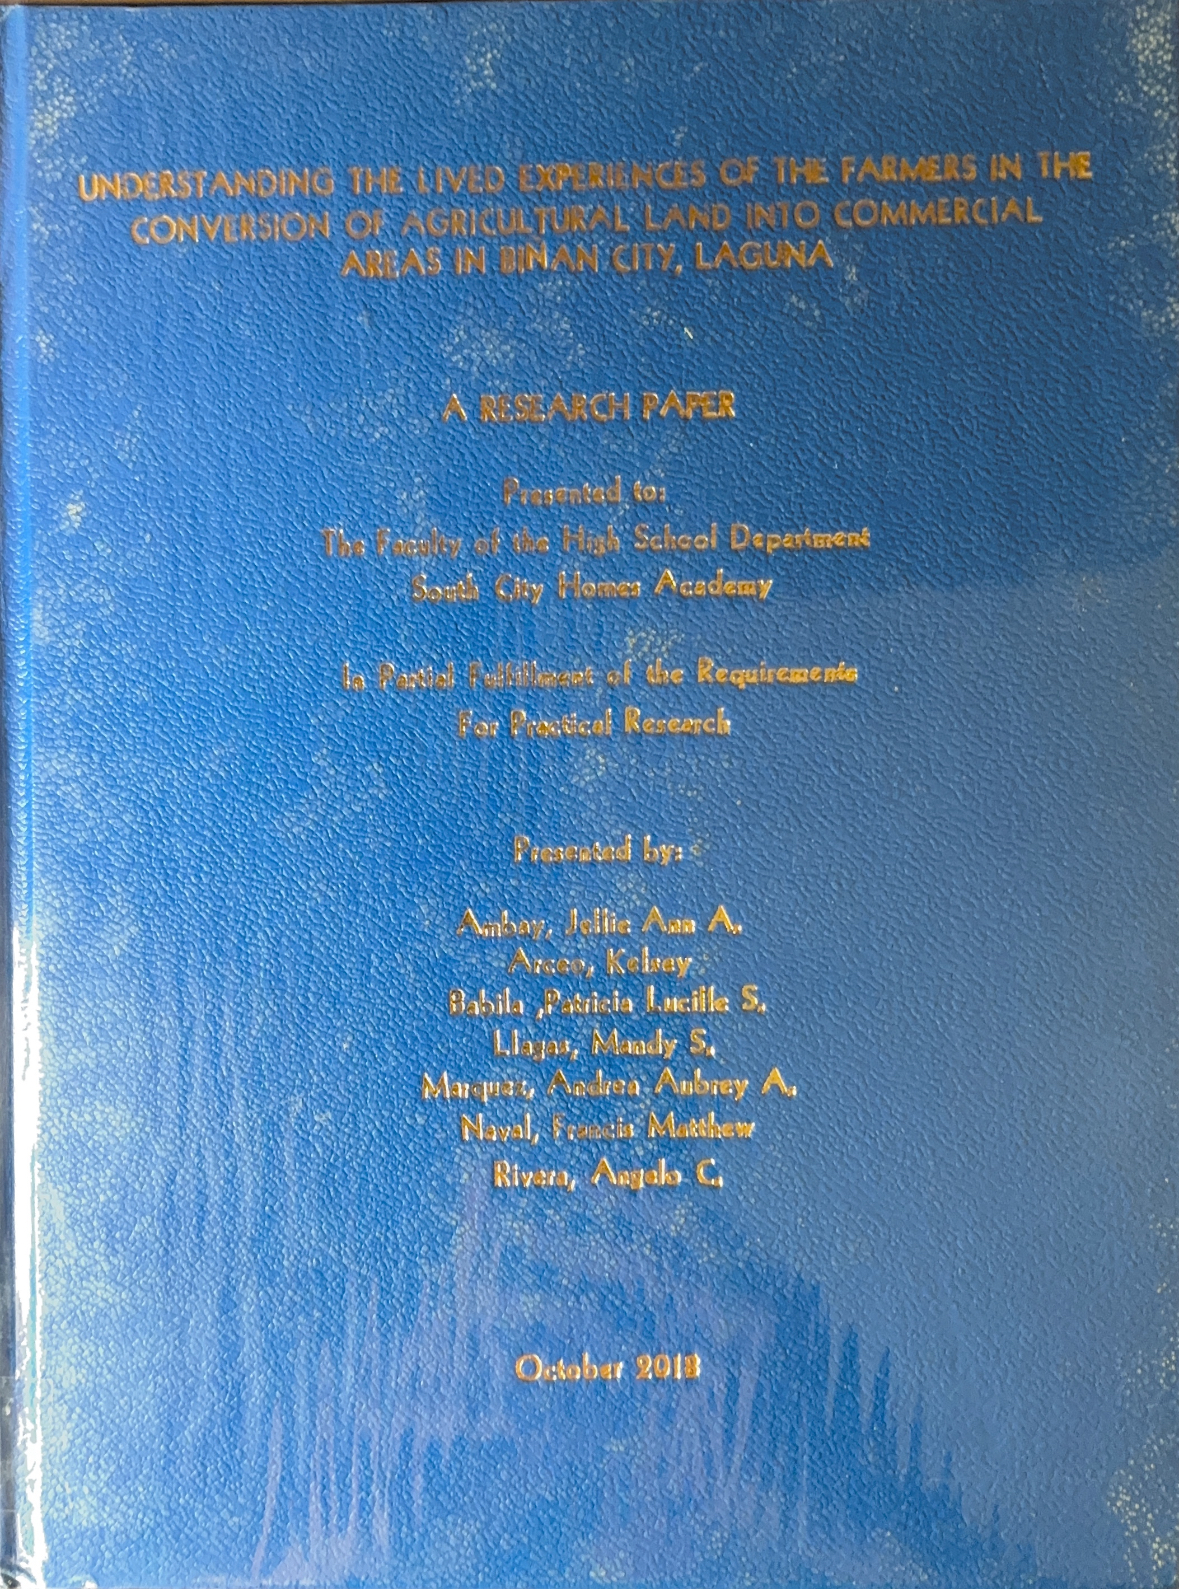 UNDERSTANDING THE LIVED EXPERIENCES OF THE FARMERS IN THE
CONVERSION OF AGRICULTURAL LAND INTO COMMERCIAL
AREAS IN BIÑAN CITY, LAGUNA
A RESEARCH PAPER
Presented to:
The Faculty of the High School Department
South City Homes Academy
In Partial Fulfillment of the Requirements
For Practical Research
Presented by:
Ambay, Jellie Ann A.
Arceo, Kelsey
Babila ,Patricia Lucille S.
Llagas, Mandy S.
Marquez, Andrea Aubrey A.
Naval, Francis Matthew
Rivera, Angelo C.
October 2018